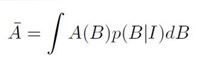 Ā = ∫ A(B)p(B|I)dB